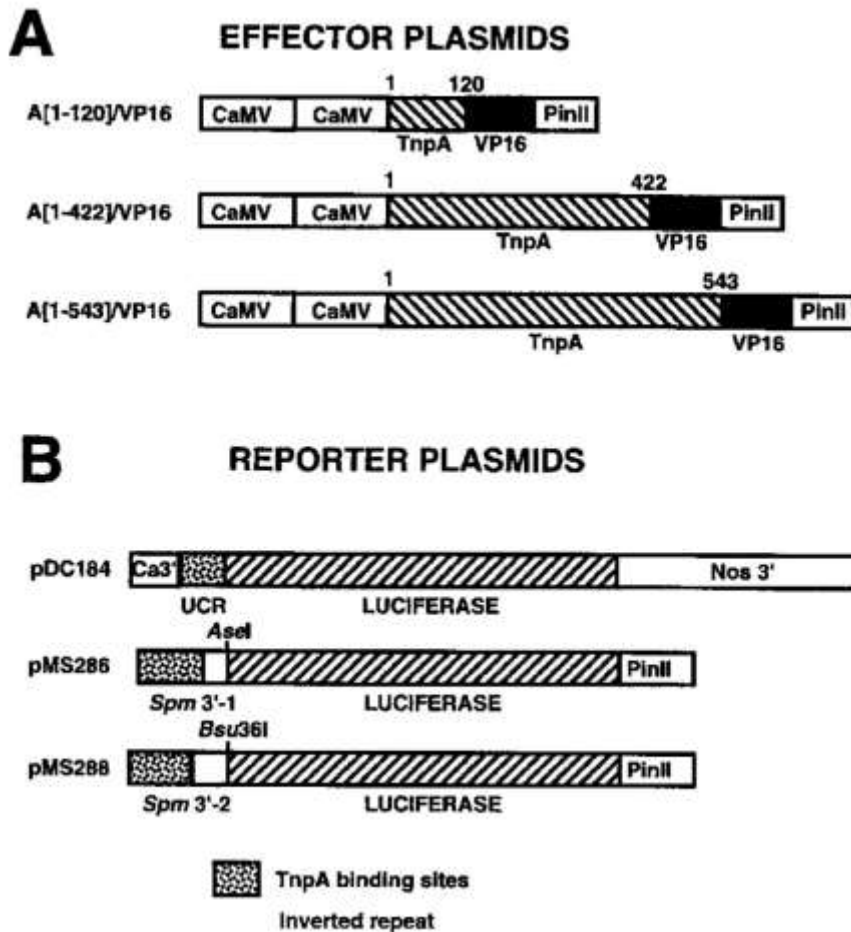 A
EFFECTOR PLASMIDS
1 120
A[1-120]/VP16 CaMV CaMV PinII
TnpA VP16
1 422
A[1-422]/VP16 CaMV CaMV PinII
TnpA VP16
1 543
A[1-543]/VP16 CaMV CaMV PinII
TnpA VP16
B
REPORTER PLASMIDS
pDC184 Ca3' Nos 3'
UCR LUCIFERASE
AseI
pMS286 PinII
Spm 3'-1 LUCIFERASE
Bsu36I
pMS288 PinII
Spm 3'-2 LUCIFERASE
TnpA binding sites
Inverted repeat